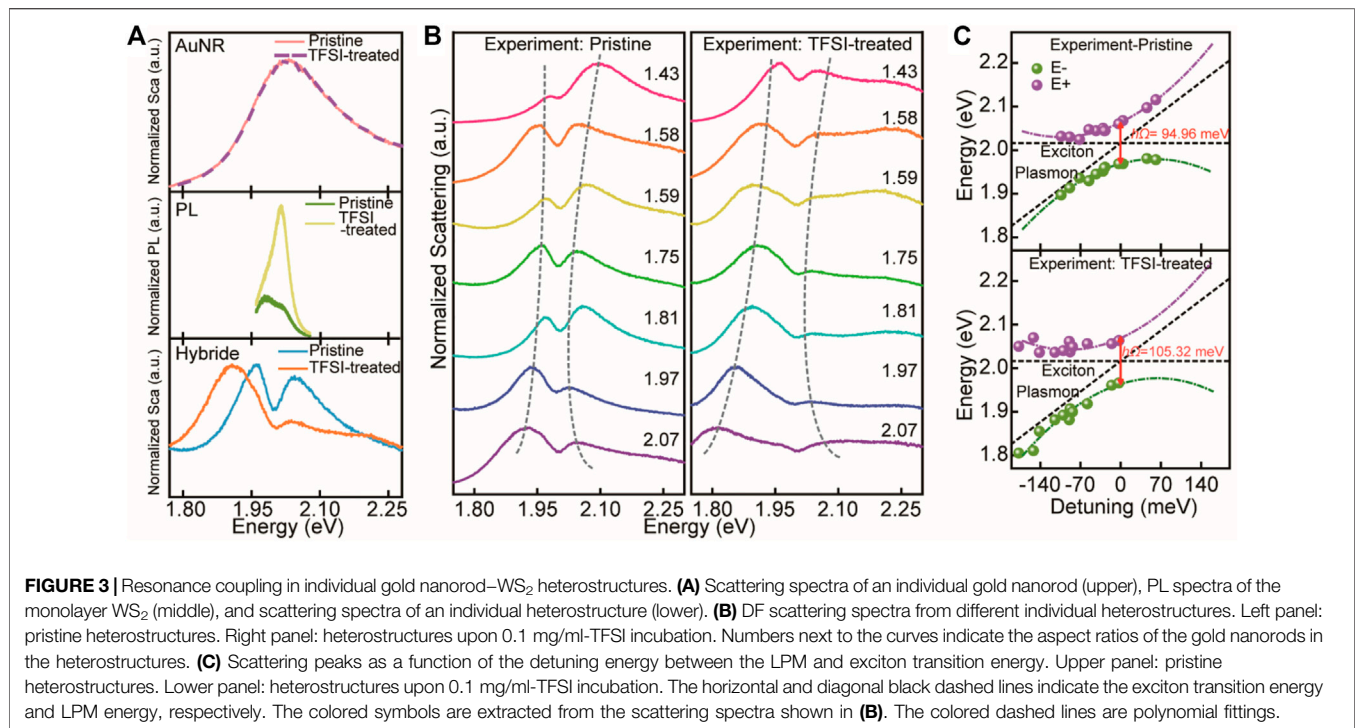 A
AuNR
Pristine
TFSI-treated
Normalized Sca (a.u.)
PL
Pristine
TFSI
-treated
Normalized PL (a.u.)
Hybride
Pristine
TFSI-treated
Normalized Sca (a.u.)
1.80 1.95 2.10 2.25
Energy (eV)
B
Experiment: Pristine
Experiment: TFSI-treated
Normalized Scattering (a.u.)
1.43
1.58
1.59
1.75
1.81
1.97
2.07
1.43
1.58
1.59
1.75
1.81
1.97
2.07
1.80 1.95 2.10 2.25
1.80 1.95 2.10 2.25
Energy (eV)
C
Experiment-Pristine
E-
E+
2.2
2.1
2.0
1.9
1.8
Energy (eV)
ℏΩ= 94.96 meV
Exciton
Plasmon
Experiment: TFSI-treated
2.2
2.1
2.0
1.9
1.8
Energy (eV)
ℏΩ=105.32 meV
Exciton
Plasmon
-140 -70 0 70 140
Detuning (meV)
FIGURE 3 | Resonance coupling in individual gold nanorod–WS2 heterostructures. (A) Scattering spectra of an individual gold nanorod (upper), PL spectra of the
monolayer WS2 (middle), and scattering spectra of an individual heterostructure (lower). (B) DF scattering spectra from different individual heterostructures. Left panel:
pristine heterostructures. Right panel: heterostructures upon 0.1 mg/ml-TFSI incubation. Numbers next to the curves indicate the aspect ratios of the gold nanorods in
the heterostructures. (C) Scattering peaks as a function of the detuning energy between the LPM and exciton transition energy. Upper panel: pristine
heterostructures. Lower panel: heterostructures upon 0.1 mg/ml-TFSI incubation. The horizontal and diagonal black dashed lines indicate the exciton transition energy
and LPM energy, respectively. The colored symbols are extracted from the scattering spectra shown in (B). The colored dashed lines are polynomial fittings.